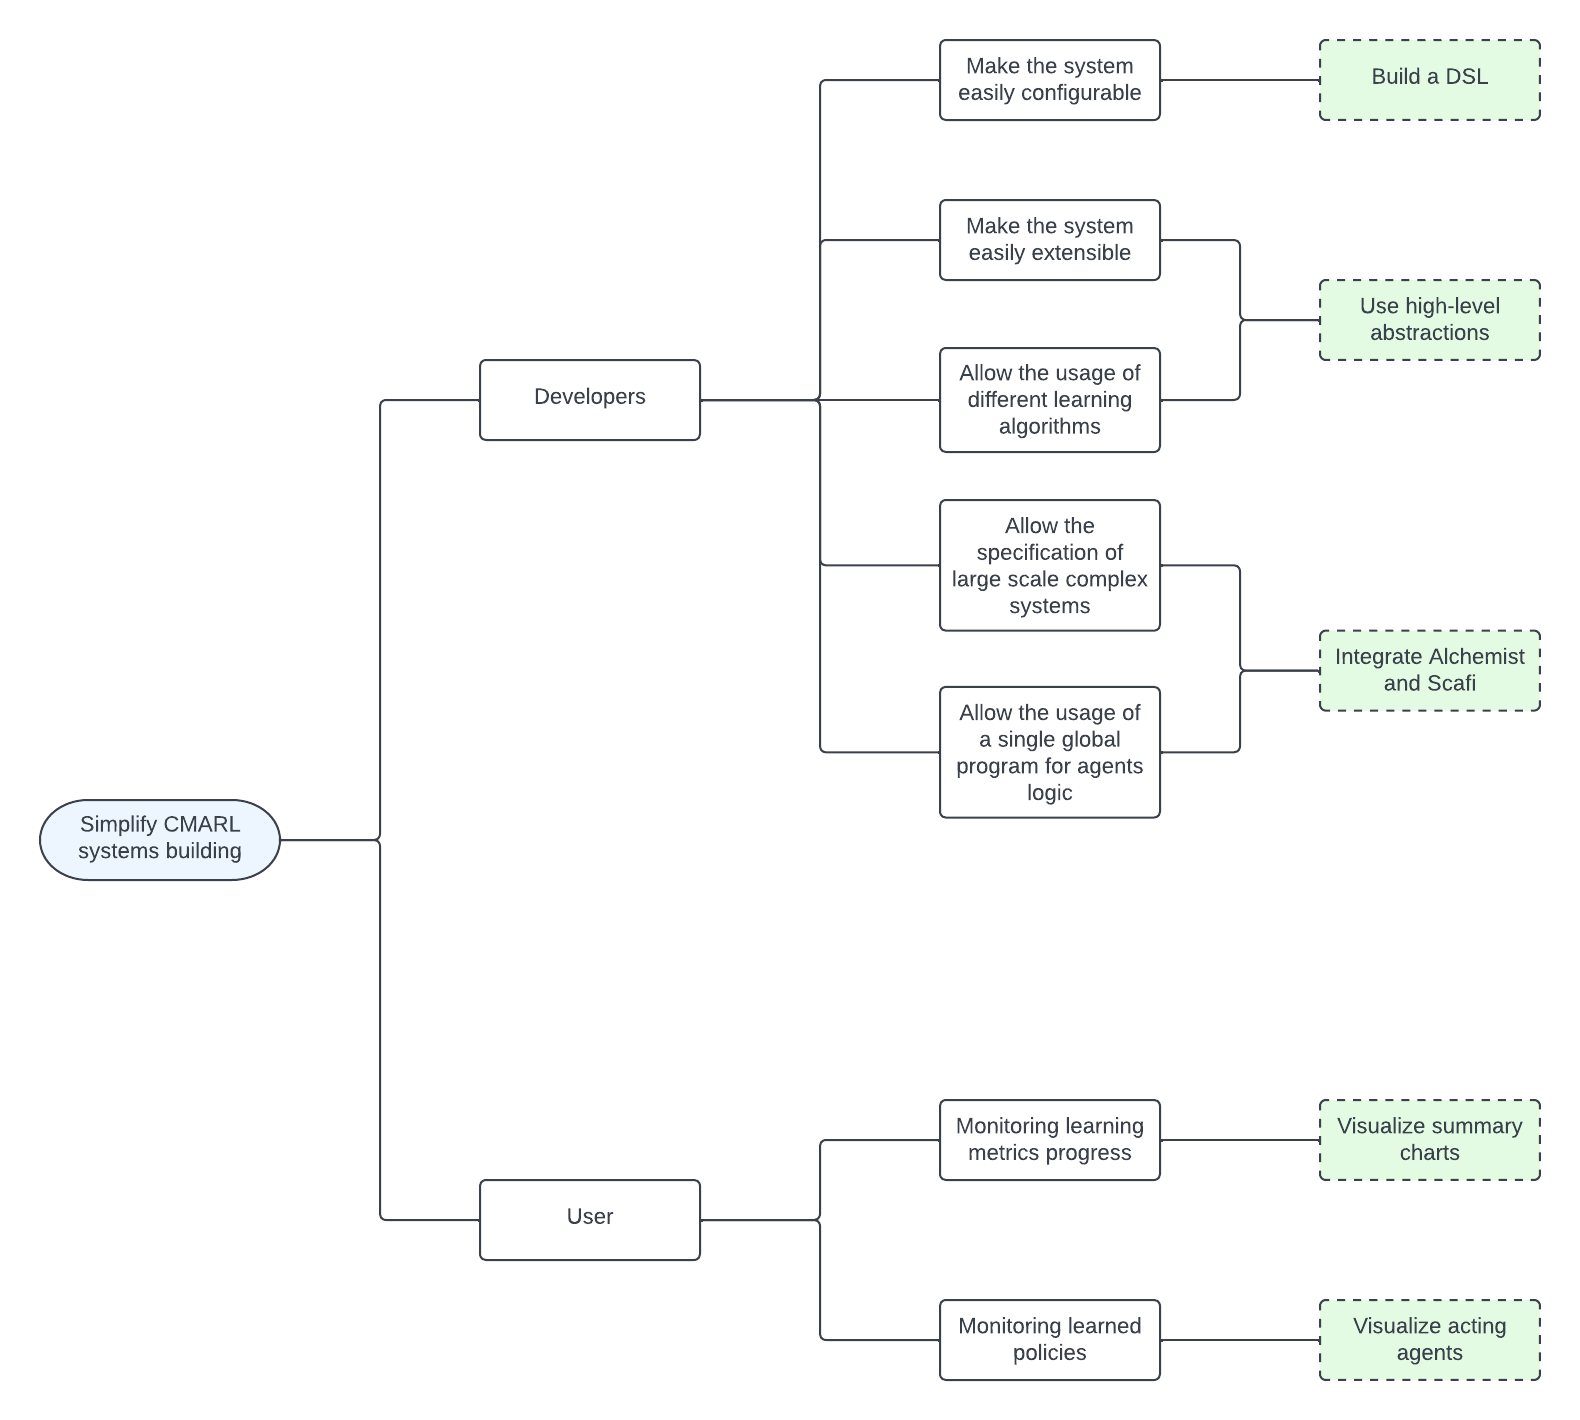 Make the system
easily configurable
Build a DSL
Make the system
easily extensible
Use high-level
abstractions
Developers
Allow the usage of
different learning
algorithms
Allow the
specification of
large scale complex
systems
Integrate Alchemist
and Scafi
Allow the usage of
a single global
program for agents
logic
Simplify CMARL
systems building
Monitoring learning
metrics progress
Visualize summary
charts
User
Monitoring learned
policies
Visualize acting
agents